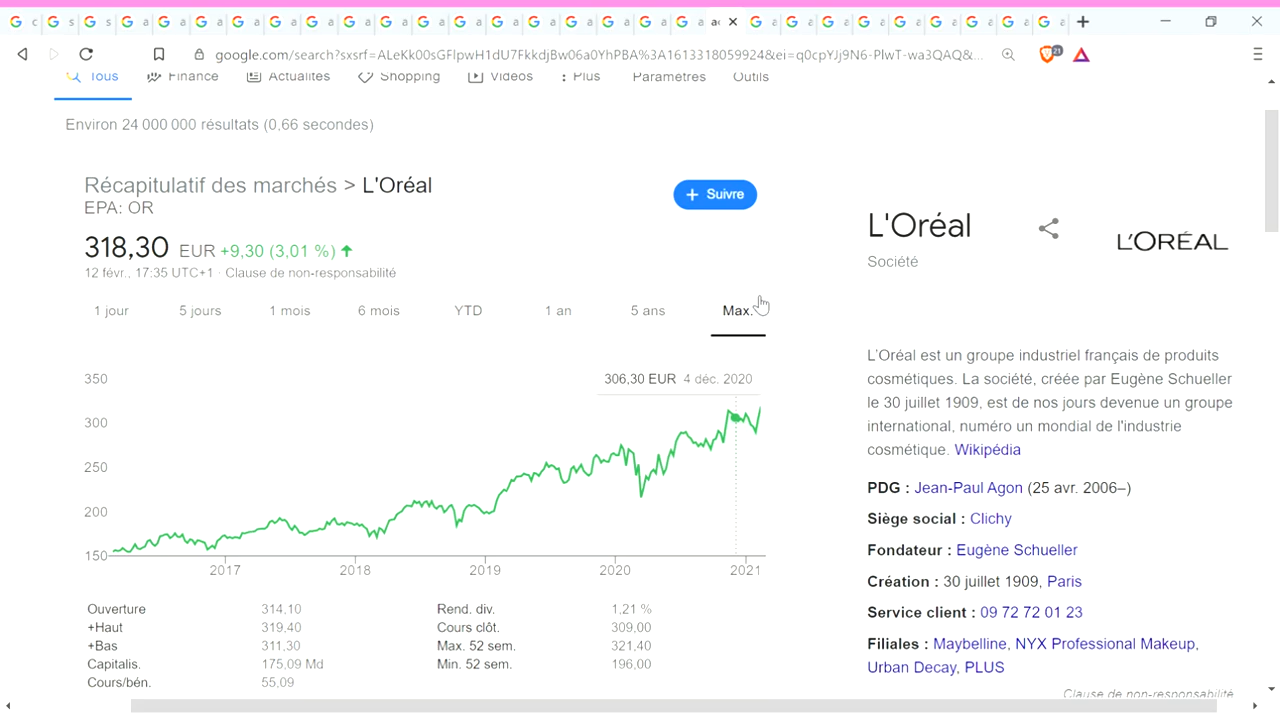 google.com/search?sxsrf=ALeKk00sGFlpwH1dU7FkkdjBw06a0YhPBA%3A1613318059924&ei=q0cpYJj9N6-PlwT-wa3QAQ&...
21
Tous Finance Actualités Shopping Vidéos Plus Paramètres Outils
Environ 24 000 000 résultats (0,66 secondes)
Récapitulatif des marchés > L'Oréal
EPA: OR
+ Suivre
318,30 EUR +9,30 (3,01 %)
12 févr., 17:35 UTC+1 · Clause de non-responsabilité
1 jour 5 jours 1 mois 6 mois YTD 1 an 5 ans Max.
306,30 EUR 4 déc. 2020
350
300
250
200
150
2017 2018 2019 2020 2021
Ouverture 314,10 Rend. div. 1,21 %
+Haut 319,40 Cours clôt. 309,00
+Bas 311,30 Max. 52 sem. 321,40
Capitalis. 175,09 Md Min. 52 sem. 196,00
Cours/bén. 55,09
L'Oréal
Société
L'ORÉAL
L'Oréal est un groupe industriel français de produits
cosmétiques. La société, créée par Eugène Schueller
le 30 juillet 1909, est de nos jours devenue un groupe
international, numéro un mondial de l'industrie
cosmétique. Wikipédia
PDG : Jean-Paul Agon (25 avr. 2006–)
Siège social : Clichy
Fondateur : Eugène Schueller
Création : 30 juillet 1909, Paris
Service client : 09 72 72 01 23
Filiales : Maybelline, NYX Professional Makeup,
Urban Decay, PLUS
Clause de non-responsabilité